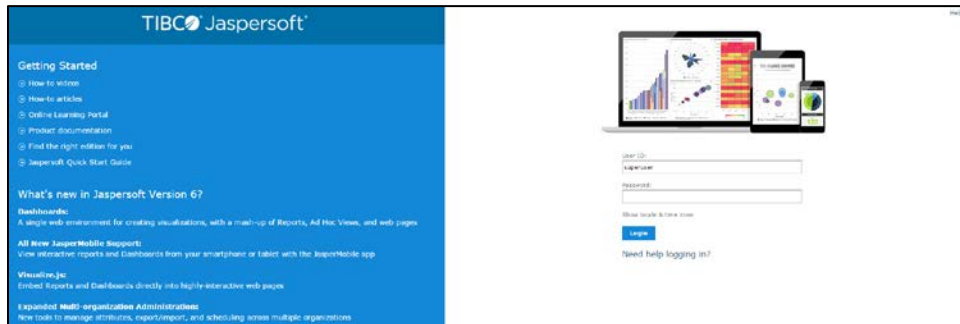 TIBCO Jaspersoft
Getting Started
How-to videos
How-to articles
Online Learning Portal
Product documentation
Find the right edition for you
Jaspersoft Quick Start Guide
What's new in Jaspersoft Version 6?
Dashboards:
A single web environment for creating visualizations, with a mash-up of Reports, Ad Hoc Views, and web pages
All New JasperMobile Support:
View interactive reports and Dashboards from your smartphone or tablet with the JasperMobile app
Visualize.js:
Embed Reports and Dashboards directly into highly-interactive web pages
Expanded Multi-organization Administration:
New tools to manage attributes, export/import, and scheduling across multiple organizations
User ID:
superuser
Password:
Show locale & time zone
Login
Need help logging in?